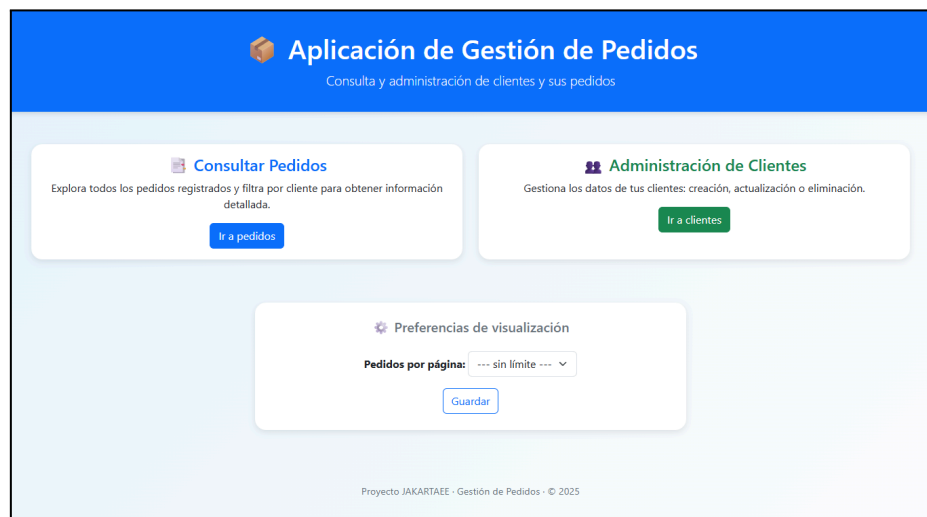 Aplicación de Gestión de Pedidos
Consulta y administración de clientes y sus pedidos
Consultar Pedidos
Explora todos los pedidos registrados y filtra por cliente para obtener información
detallada.
Ir a pedidos
Administración de Clientes
Gestiona los datos de tus clientes: creación, actualización o eliminación.
Ir a clientes
Preferencias de visualización
Pedidos por página: --- sin límite ---
Guardar
Proyecto JAKARTAEE · Gestión de Pedidos · © 2025